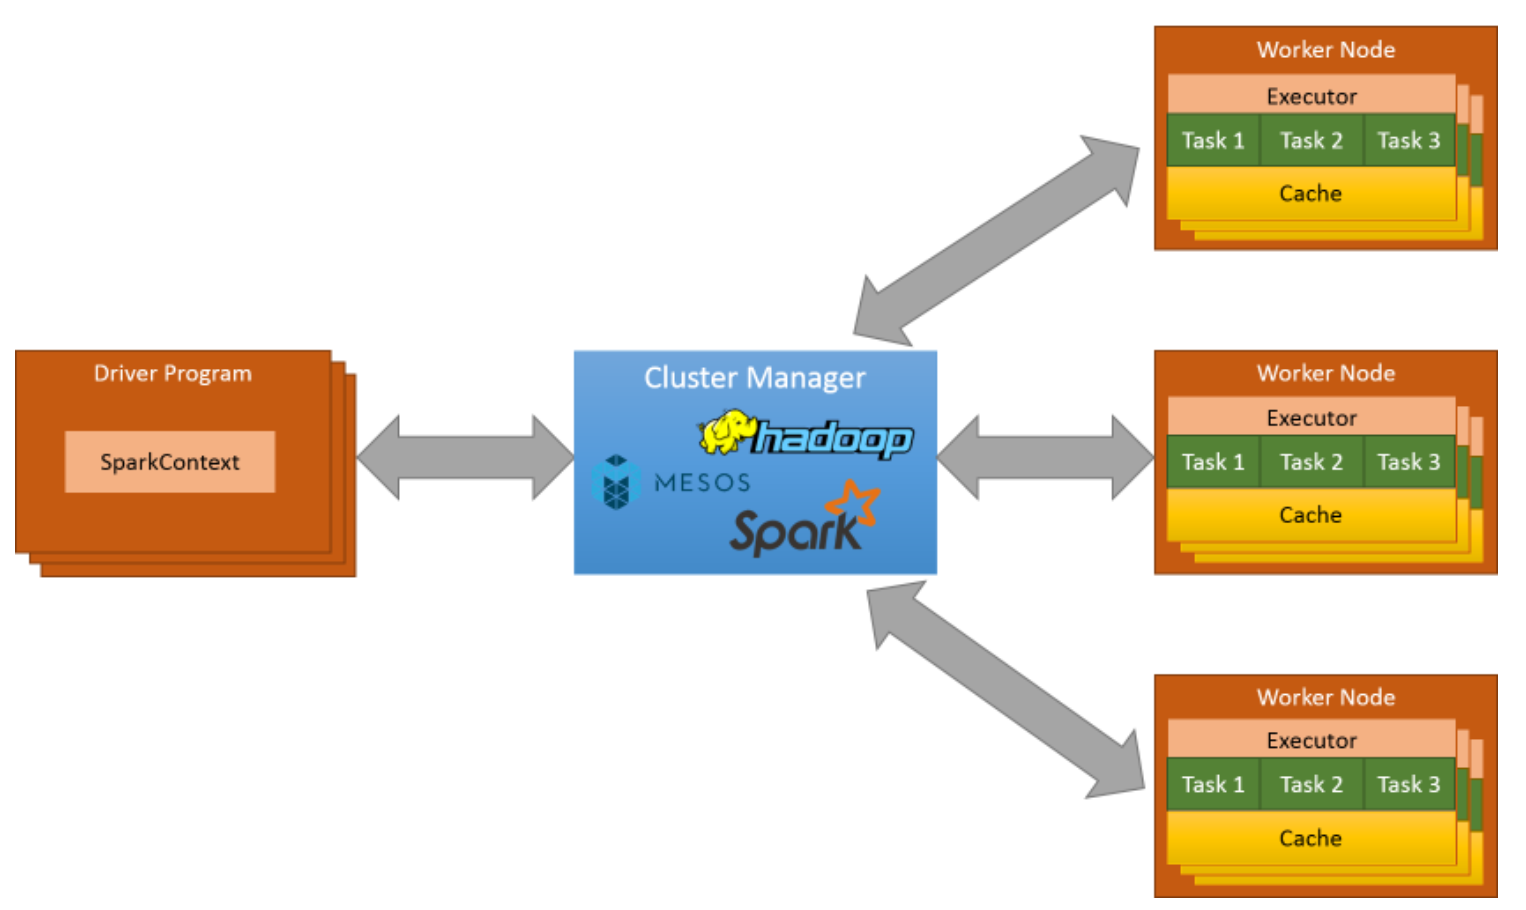 Driver Program
SparkContext
Cluster Manager
hadoop
MESOS
Spark
Worker Node
Executor
Task 1 Task 2 Task 3
Cache
Worker Node
Executor
Task 1 Task 2 Task 3
Cache
Worker Node
Executor
Task 1 Task 2 Task 3
Cache